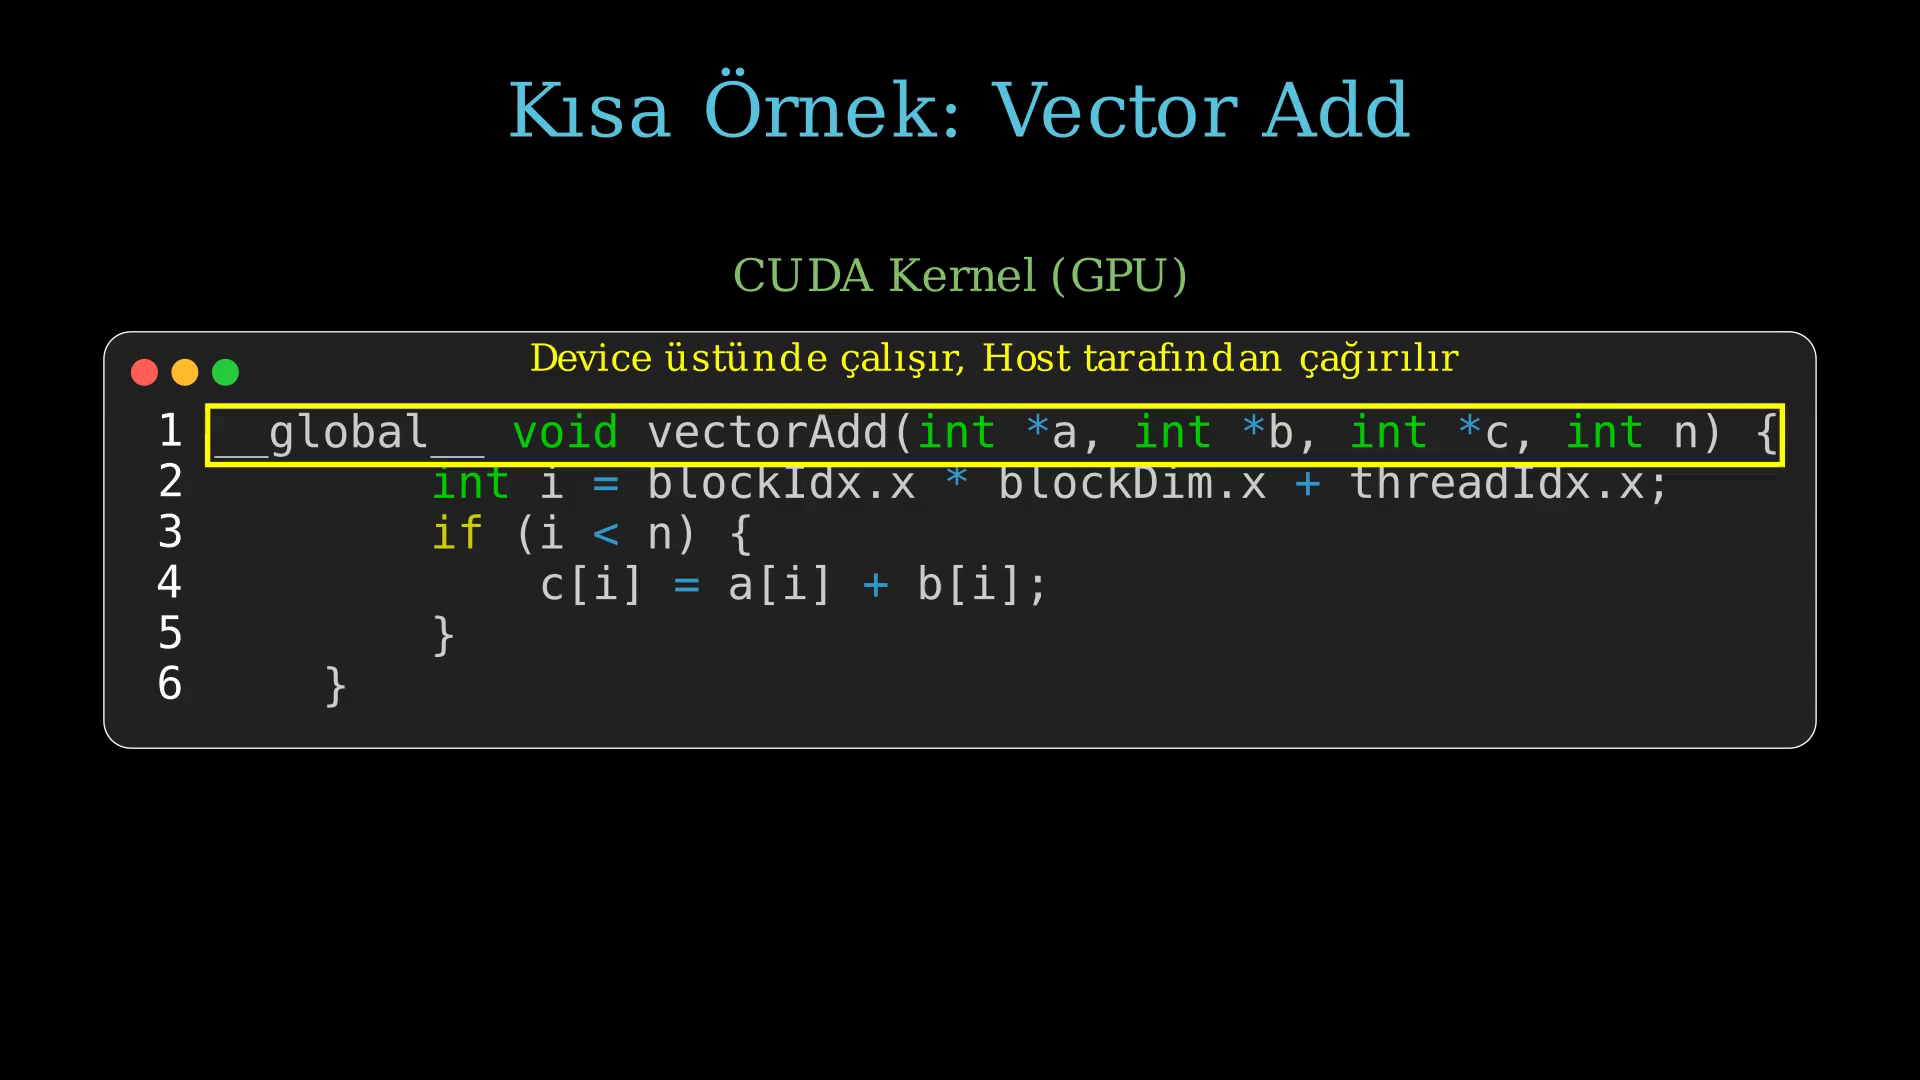 Kısa Örnek: Vector Add
CUDA Kernel (GPU)
Device üstünde çalışır, Host tarafından çağırılır
1 __global__ void vectorAdd(int *a, int *b, int *c, int n) {
2 int i = blockIdx.x * blockDim.x + threadIdx.x;
3 if (i < n) {
4 c[i] = a[i] + b[i];
5 }
6 }